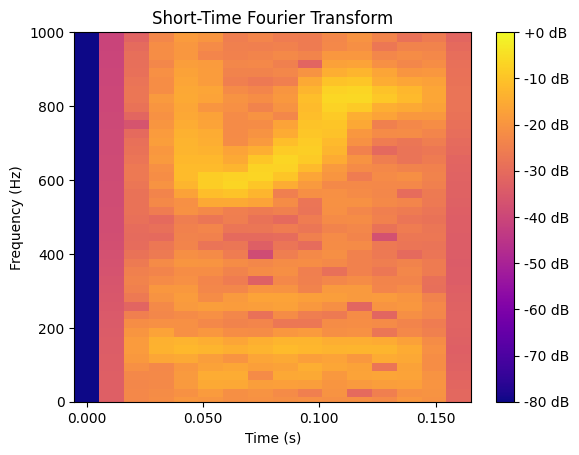 Short-Time Fourier Transform
1000
800
600
400
200
0
Frequency (Hz)
0.000
0.050
0.100
0.150
Time (s)
+0 dB
-10 dB
-20 dB
-30 dB
-40 dB
-50 dB
-60 dB
-70 dB
-80 dB